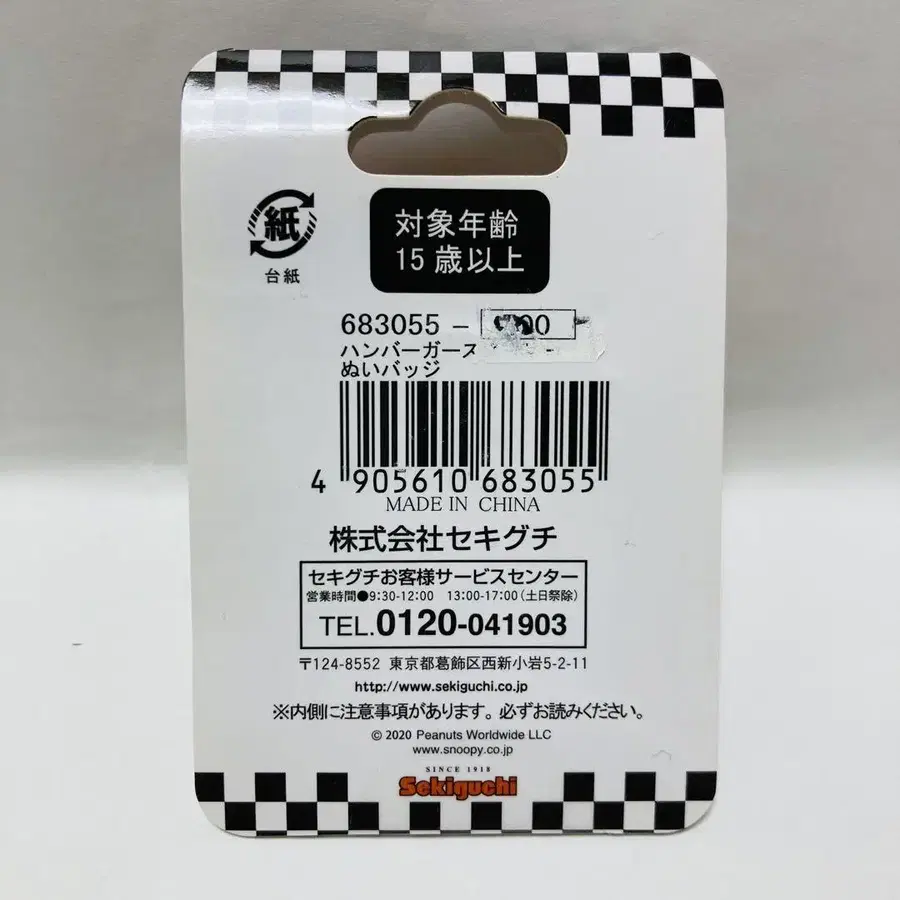 対象年齢
15歳以上
紙
台紙
683055-
ハンバーガー
ぬいバッジ
4 905610 683055
MADE IN CHINA
株式会社セキグチ
セキグチお客様サービスセンター
営業時間●9:30-12:00 13:00-17:00(土日祭除)
TEL.0120-041903
〒124-8552 東京都葛飾区西新小岩5-2-11
http://www.sekiguchi.co.jp
※内側に注意事項があります。必ずお読みください。
© 2020 Peanuts Worldwide LLC
www.snoopy.co.jp
SINCE 1918
Sekiguchi